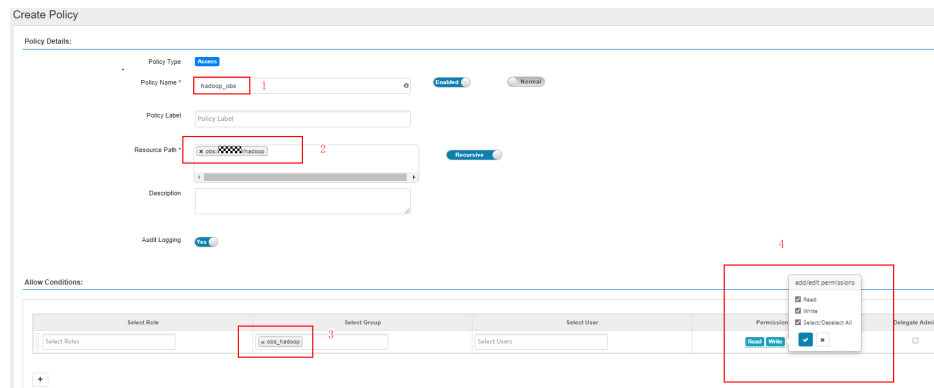 Create Policy
Policy Details:
Policy Type Access
Policy Name * hadoop_obs 1 Enabled Normal
Policy Label Policy Label
Resource Path * × obs: hadoop 2 Recursive
Description
Audit Logging Yes
4
Allow Conditions:
add/edit permissions
Read
Write
Select/Deselect All
Select Role Select Group Select User Permission Delegate Admi
Select Roles × obs_hadoop 3 Select Users Read Write
+